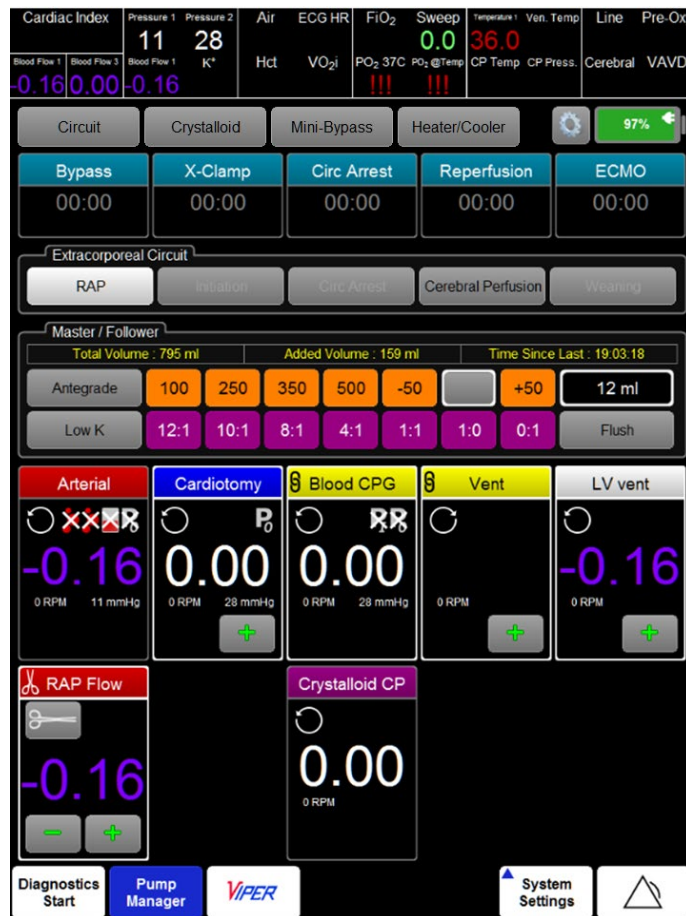 Cardiac Index Pressure 1 Pressure 2 Air ECG HR FiO2 Sweep Temperature 1 Ven. Temp Line Pre-Ox
11 28 0.0 36.0
Blood Flow 1 Blood Flow 3 Blood Flow 1 K+ Hct VO2i PO2 37C PO2 @Temp CP Temp CP Press. Cerebral VAVD
-0.16 0.00 -0.16 !!! !!!
Circuit Crystalloid Mini-Bypass Heater/Cooler 97%
Bypass X-Clamp Circ Arrest Reperfusion ECMO
00:00 00:00 00:00 00:00 00:00
Extracorporeal Circuit
RAP Initiation Circ Arrest Cerebral Perfusion Weaning
Master / Follower
Total Volume : 795 ml Added Volume : 159 ml Time Since Last : 19:03:18
Antegrade 100 250 350 500 -50 +50 12 ml
Low K 12:1 10:1 8:1 4:1 1:1 1:0 0:1 Flush
Arterial Cardiotomy Blood CPG Vent LV vent
-0.16 0.00 0.00 -0.16
0 RPM 11 mmHg 0 RPM 28 mmHg 0 RPM 28 mmHg 0 RPM 0 RPM
RAP Flow Crystalloid CP
-0.16 0.00
0 RPM
Diagnostics Start Pump Manager VIPER System Settings